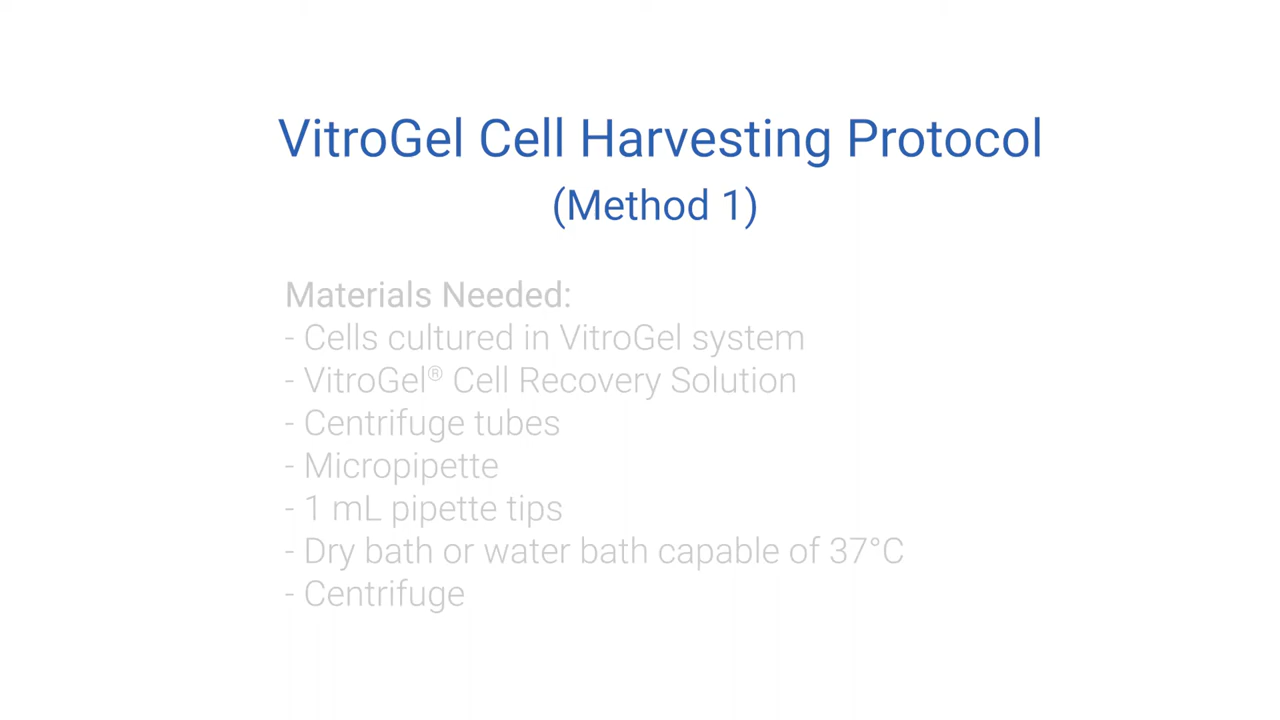 VitroGel Cell Harvesting Protocol
(Method 1)
Materials Needed:
- Cells cultured in VitroGel system
- VitroGel® Cell Recovery Solution
- Centrifuge tubes
- Micropipette
- 1 mL pipette tips
- Dry bath or water bath capable of 37°C
- Centrifuge